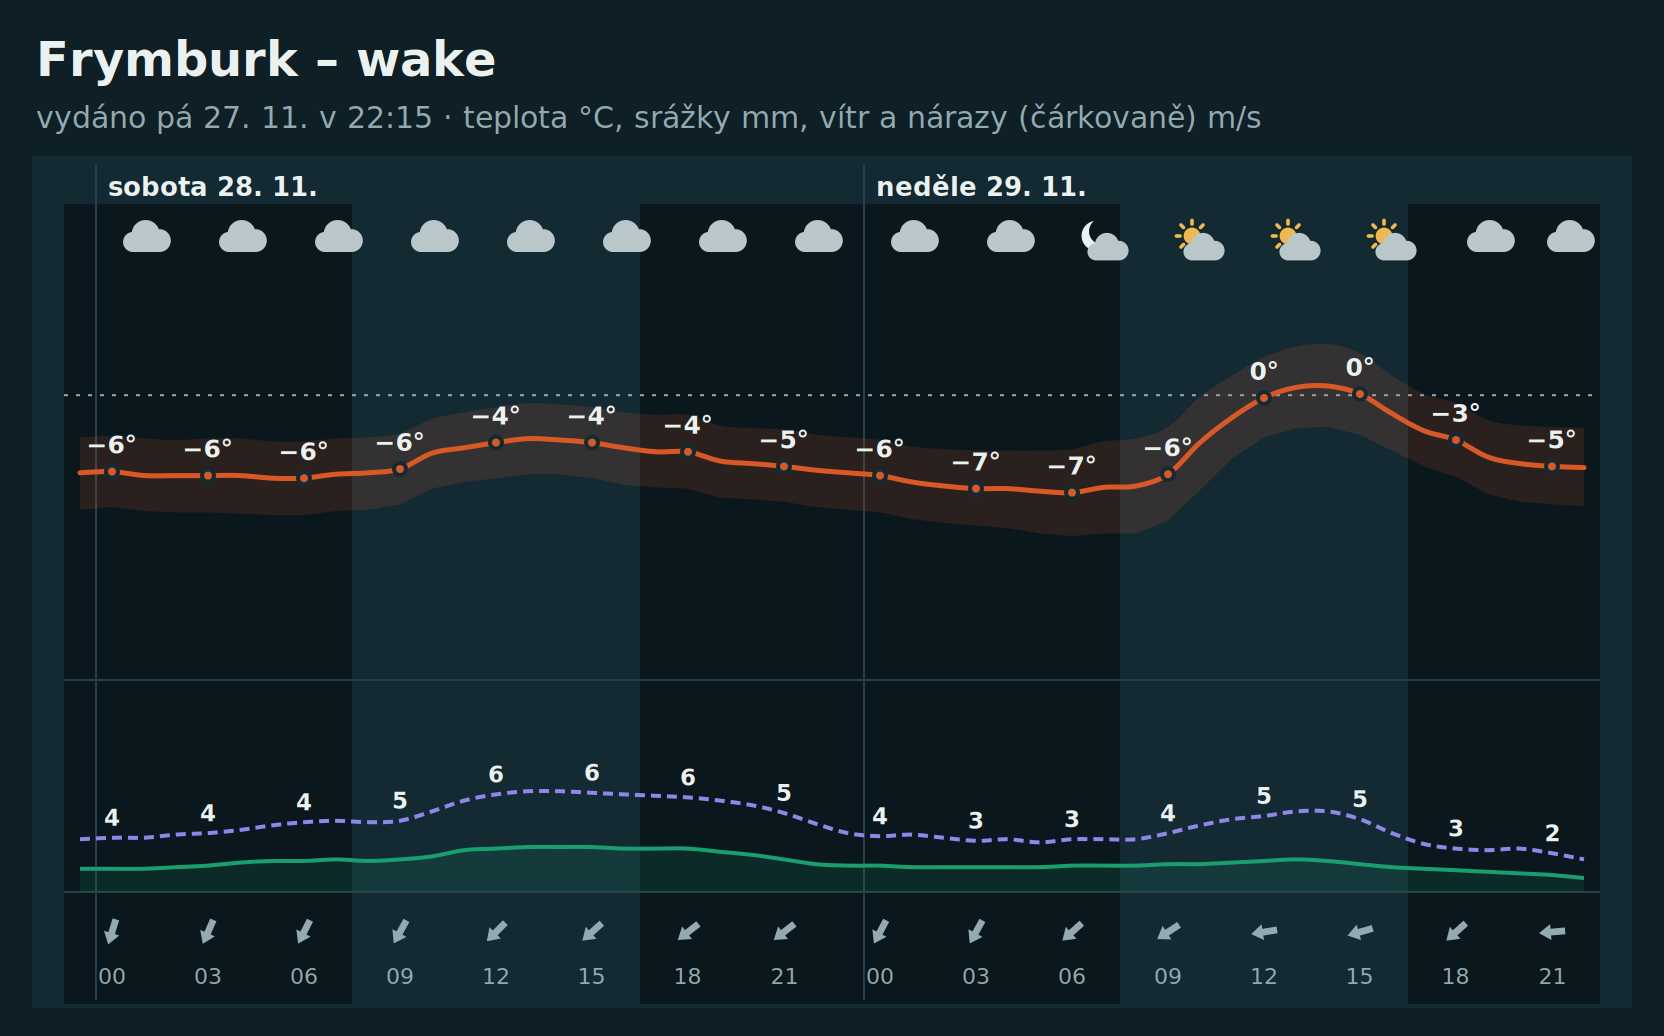 Frymburk – wake
vydáno pá 27. 11. v 22:15 · teplota °C, srážky mm, vítr a nárazy (čárkovaně) m/s
sobota 28. 11. neděle 29. 11.
−6° −6° −6° −6° −4° −4° −4° −5° −6° −7° −7° −6° 0° 0° −3° −5°
4 4 4 5 6 6 6 5 4 3 3 4 5 5 3 2
00 03 06 09 12 15 18 21 00 03 06 09 12 15 18 21